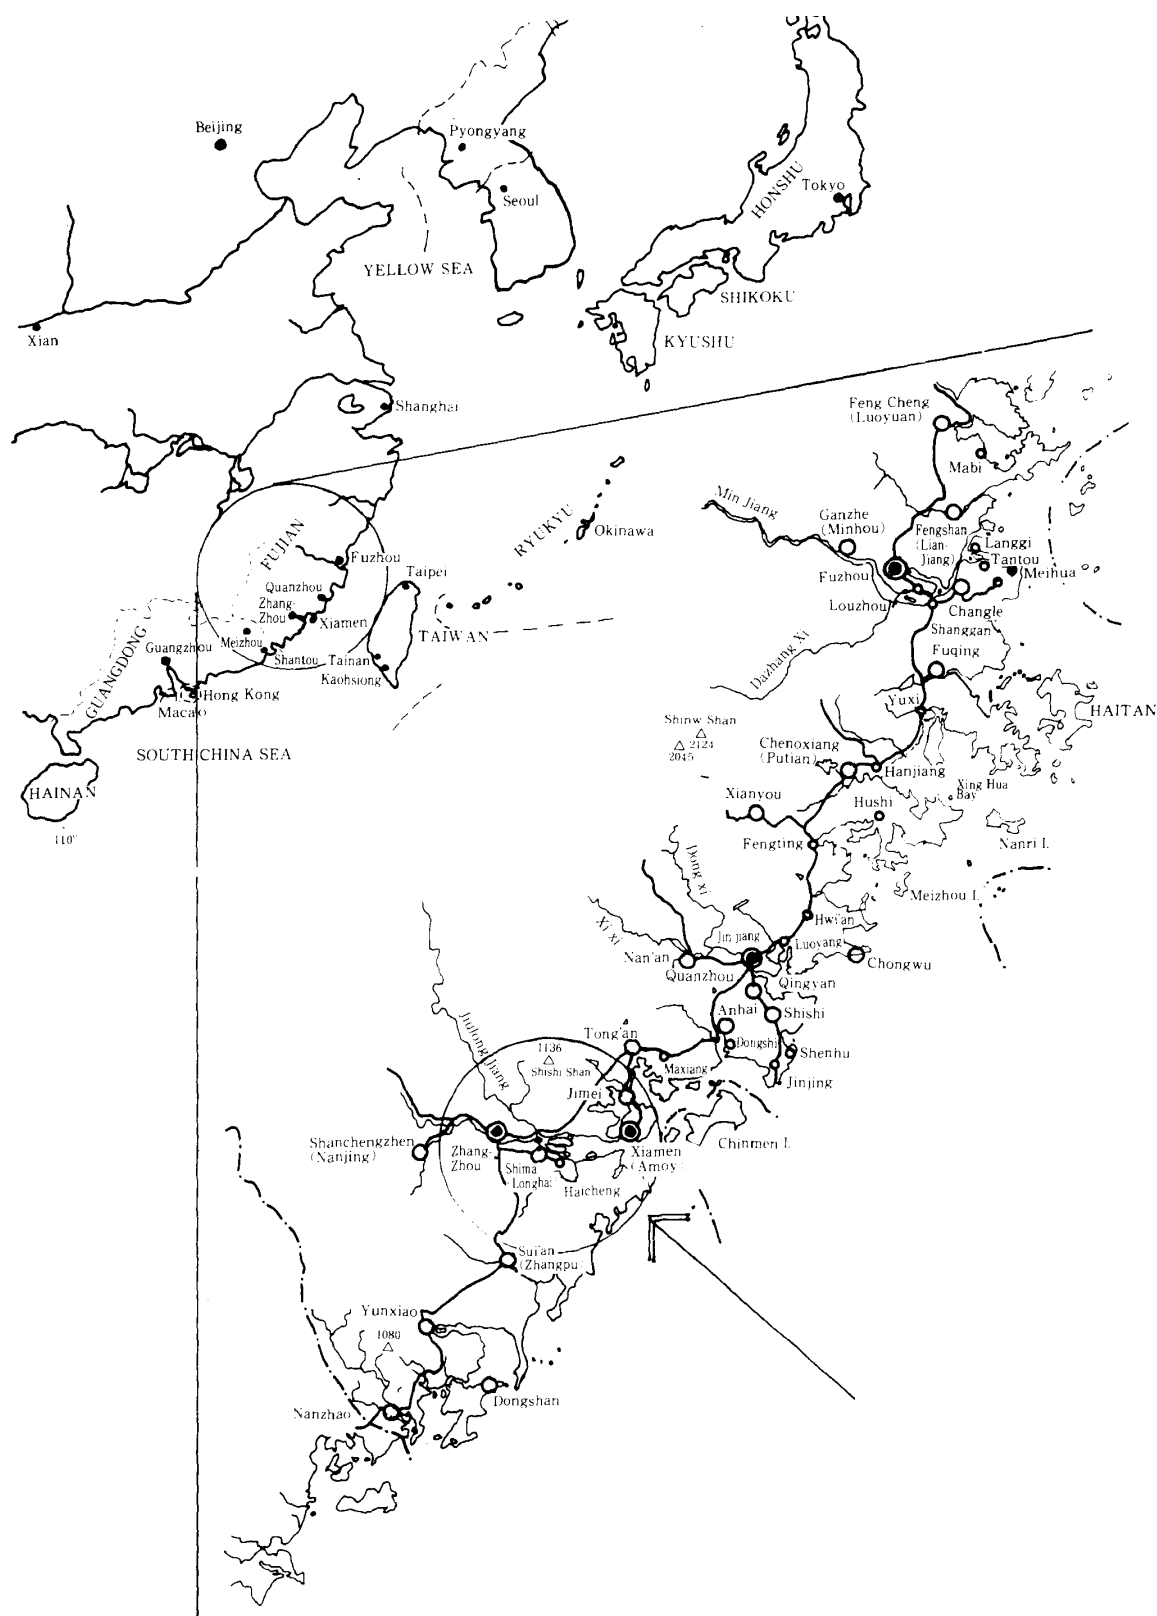 Beijing
Pyongyang
Seoul
HONSHU
Tokyo
YELLOW SEA
SHIKOKU
Xian
KYUSHU
Shanghai
FUJIAN
RYUKYU
Okinawa
Fuzhou
Taipei
Quanzhou
Zhang-
Zhou
Xiamen
TAIWAN
GUANGDONG
Guangzhou
Meizhou
Shantou
Tainan
Kaohsiong
Hong Kong
Macao
SOUTH CHINA SEA
HAINAN
110°
Feng Cheng
(Luoyuan)
Mabi
Min Jiang
Ganzhe
(Minhou)
Fengshan
(Lian-
Jiang)
Langgi
Tantou
Meihua
Fuzhou
Louzhou
Changle
Shanggan
Dazhang Xi
Fuqing
Yuxi
HAITAN
Shinw Shan
2124
2045
Chenoxiang
(Putian)
Hanjiang
Xing Hua
Bay
Xianyou
Hushi
Fengting
Nanri I.
Dong xi
Meizhou I.
Xi xi
Hwi'an
Jin jiang
Luoyang
Nan'an
Chongwu
Quanzhou
Qingyan
Anhai
Shishi
Jiulong Jiang
Tong'an
Dongshi
Shenhu
1136
Shishi Shan
Maxiang
Jinjing
Jimei
Chinmen I.
Shanchengzhen
(Nanjing)
Zhang-
Zhou
Xiamen
(Amoy)
Shima
(Longhai)
Haicheng
Sui'an
(Zhangpu)
Yunxiao
1080
Dongshan
Nanzhao